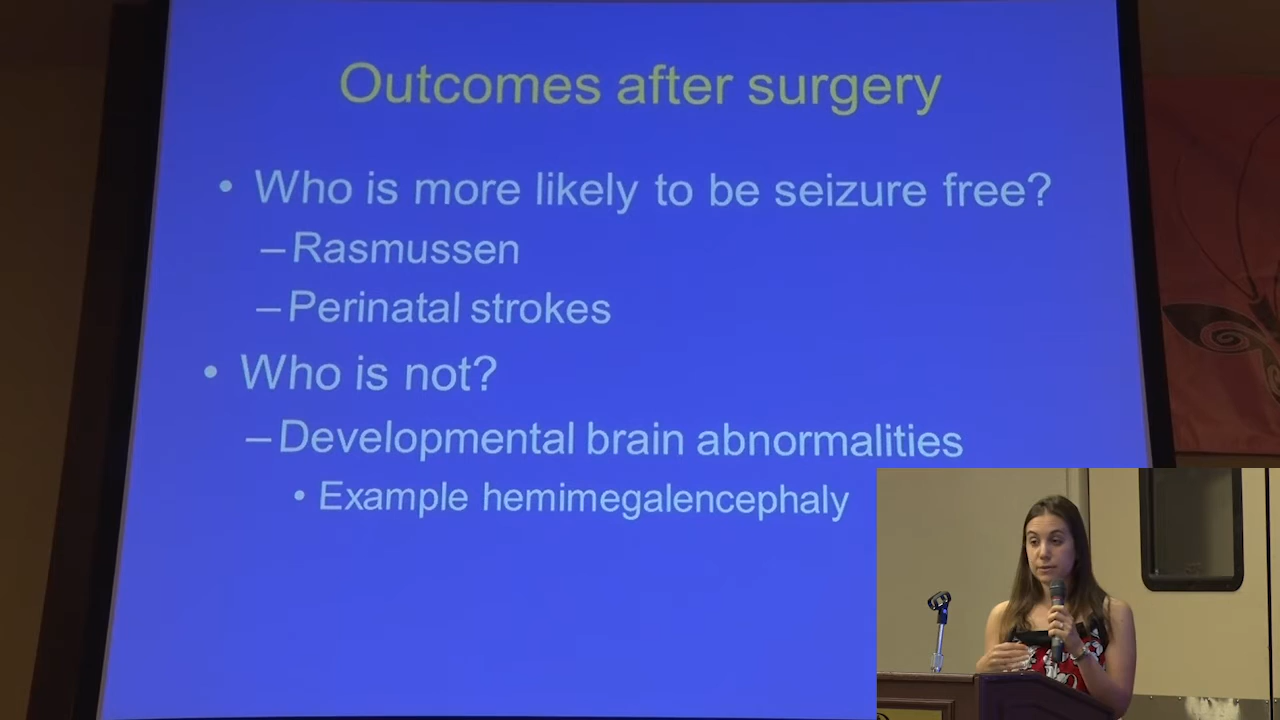 Outcomes after surgery
• Who is more likely to be seizure free?
– Rasmussen
– Perinatal strokes
• Who is not?
– Developmental brain abnormalities
• Example hemimegalencephaly